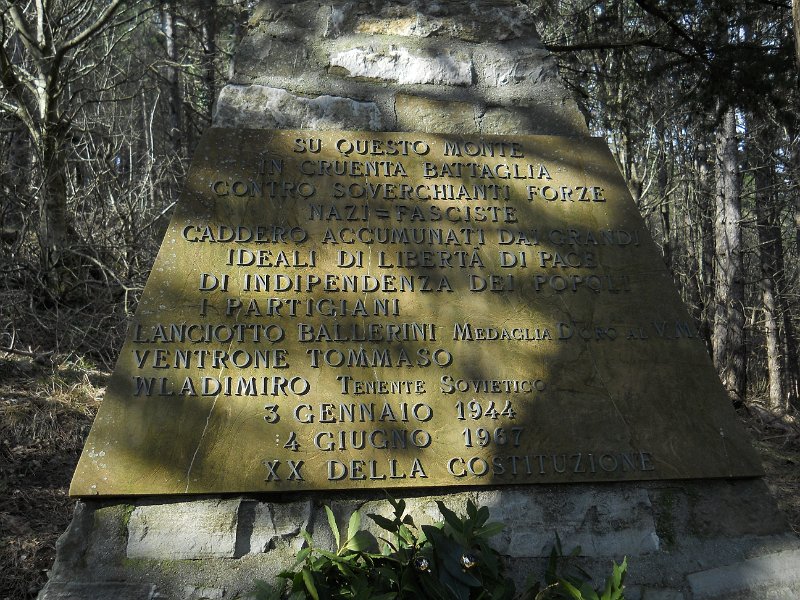 SU QUESTO MONTE
IN CRUENTA BATTAGLIA
CONTRO SOVERCHIANTI FORZE
NAZI=FASCISTE
CADDERO ACCUMUNATI DAI GRANDI
IDEALI DI LIBERTÁ DI PACE
DI INDIPENDENZA DEI POPOLI
I PARTIGIANI
LANCIOTTO BALLERINI MEDAGLIA D'ORO AL V.M.
VENTRONE TOMMASO
WLADIMIRO TENENTE SOVIETICO
3 GENNAIO 1944
4 GIUGNO 1967
XX DELLA COSTITUZIONE